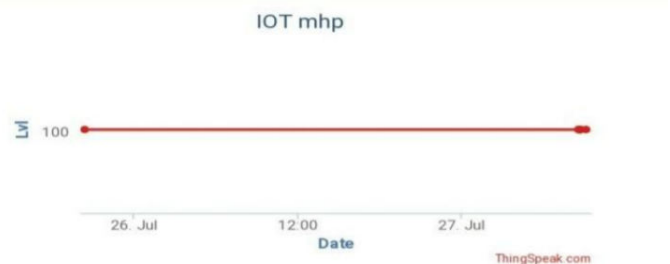 IOT mhp
Lvl
100
26. Jul
12:00
27. Jul
Date
ThingSpeak.com